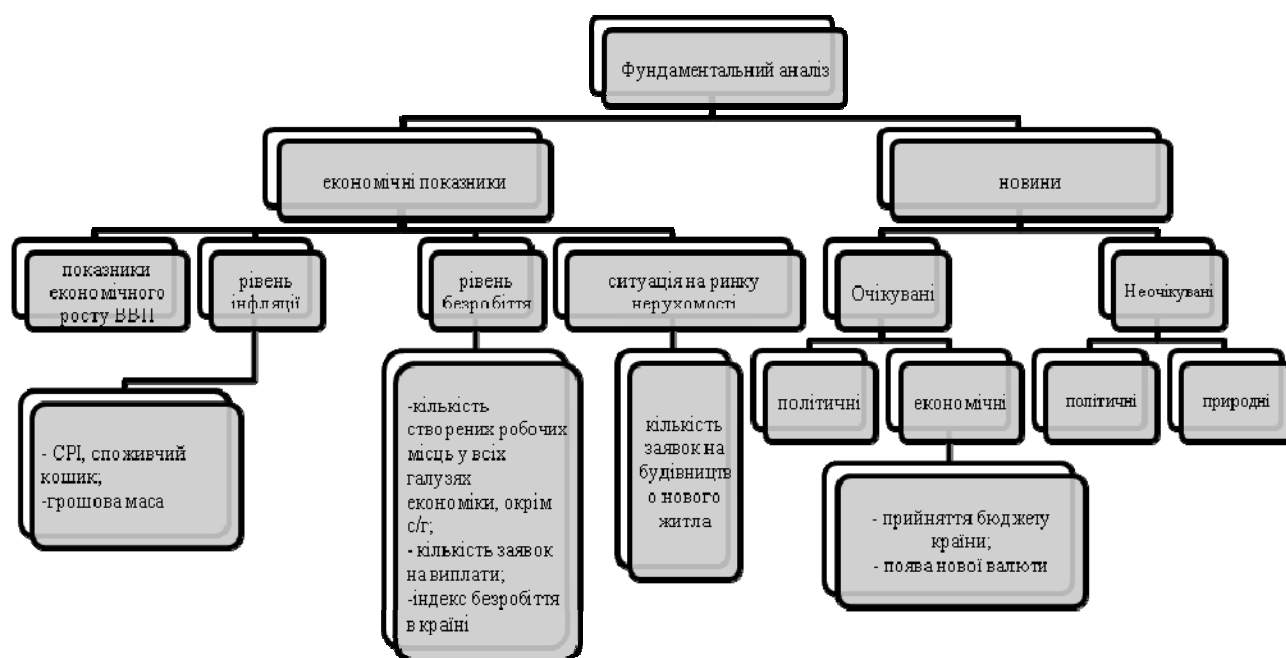 Фундаментальний аналіз
економічні показники
новини
показники
економічного
росту ВВП
рівень
інфляції
рівень
безробіття
ситуація на ринку
нерухомості
Очікувані
Неочікувані
- CPI, споживчий
кошик;
-грошова маса
-кількість
створених робочих
місць у всіх
галузях
економіки, окрім
с/г;
- кількість заявок
на виплати;
-індекс безробіття
в країні
кількість
заявок на
будівництв
о нового
житла
політичні
економічні
політичні
природні
- прийняття бюджету
країни;
- поява нової валюти